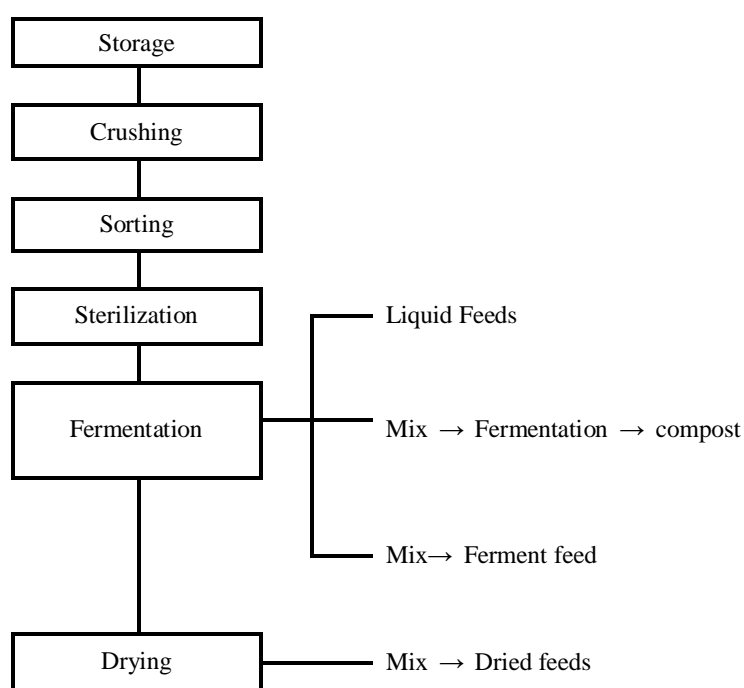 Storage
Crushing
Sorting
Sterilization
Liquid Feeds
Fermentation
Mix → Fermentation → compost
Mix→ Ferment feed
Drying
Mix → Dried feeds